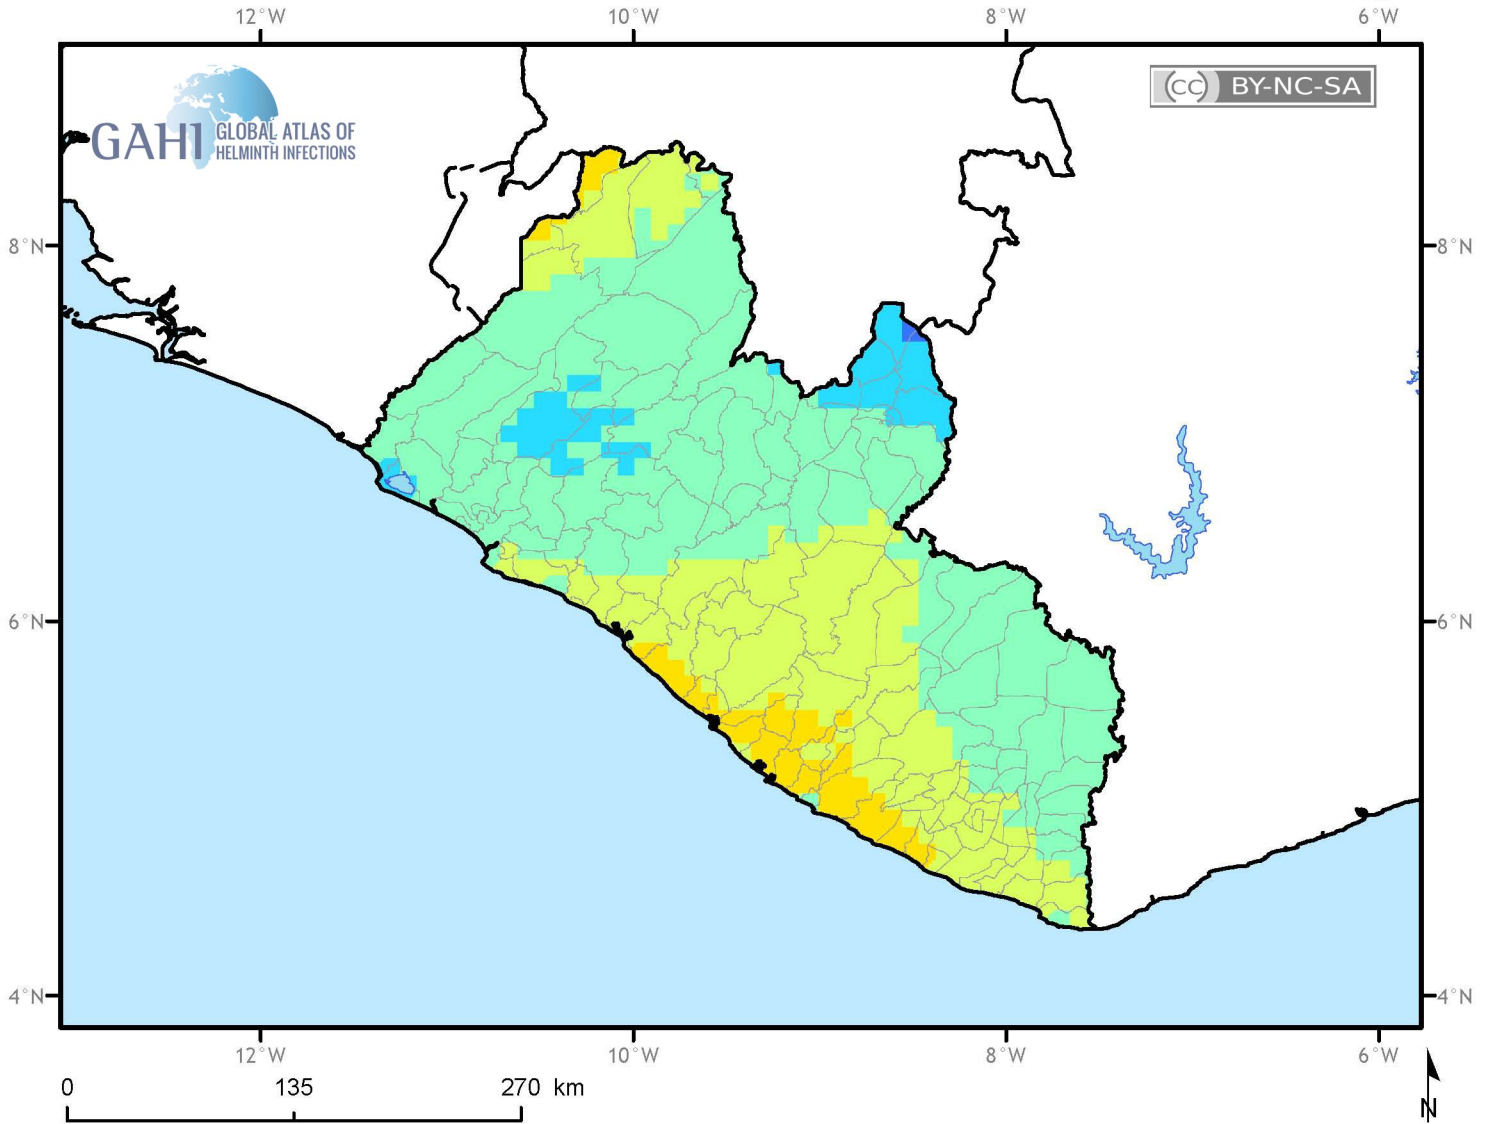 12°W 10°W 8°W 6°W
GAHI GLOBAL ATLAS OF
HELMINTH INFECTIONS
cc BY-NC-SA
8°N 8°N
6°N 6°N
4°N 4°N
12°W 10°W 8°W 6°W
0 135 270 km
N